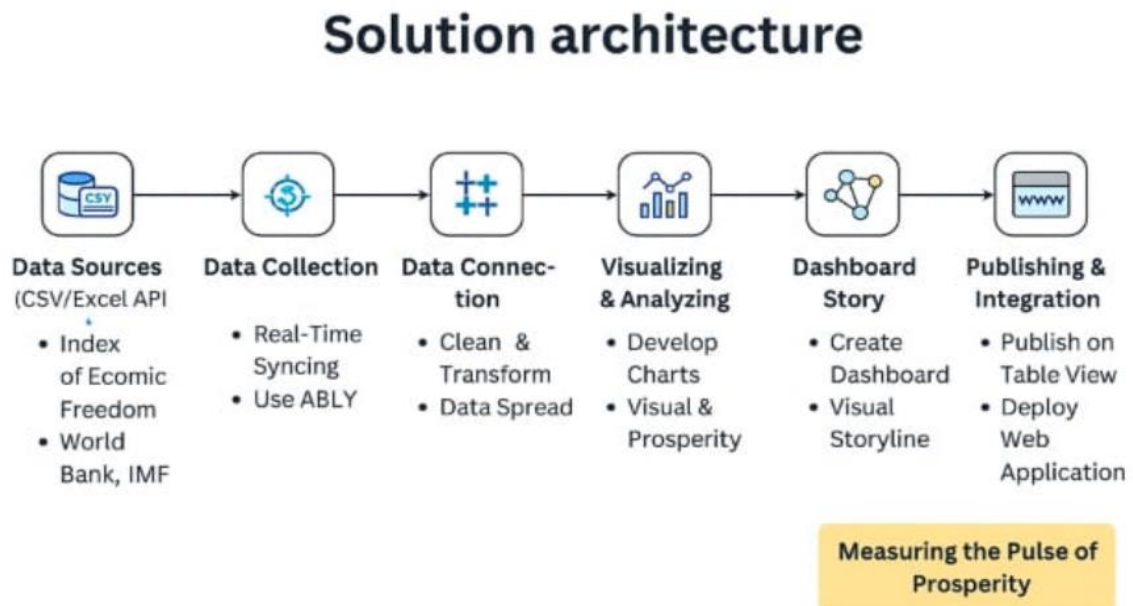 Solution architecture
CSY
www
Data Sources
(CSV/Excel API
• Index
of Ecomic
Freedom
• World
Bank, IMF
Data Collection
• Real-Time
Syncing
• Use ABLY
Data Connec-
tion
• Clean &
Transform
• Data Spread
Visualizing
& Analyzing
• Develop
Charts
• Visual &
Prosperity
Dashboard
Story
• Create
Dashboard
• Visual
Storyline
Publishing &
Integration
• Publish on
Table View
• Deploy
Web
Application
Measuring the Pulse of
Prosperity